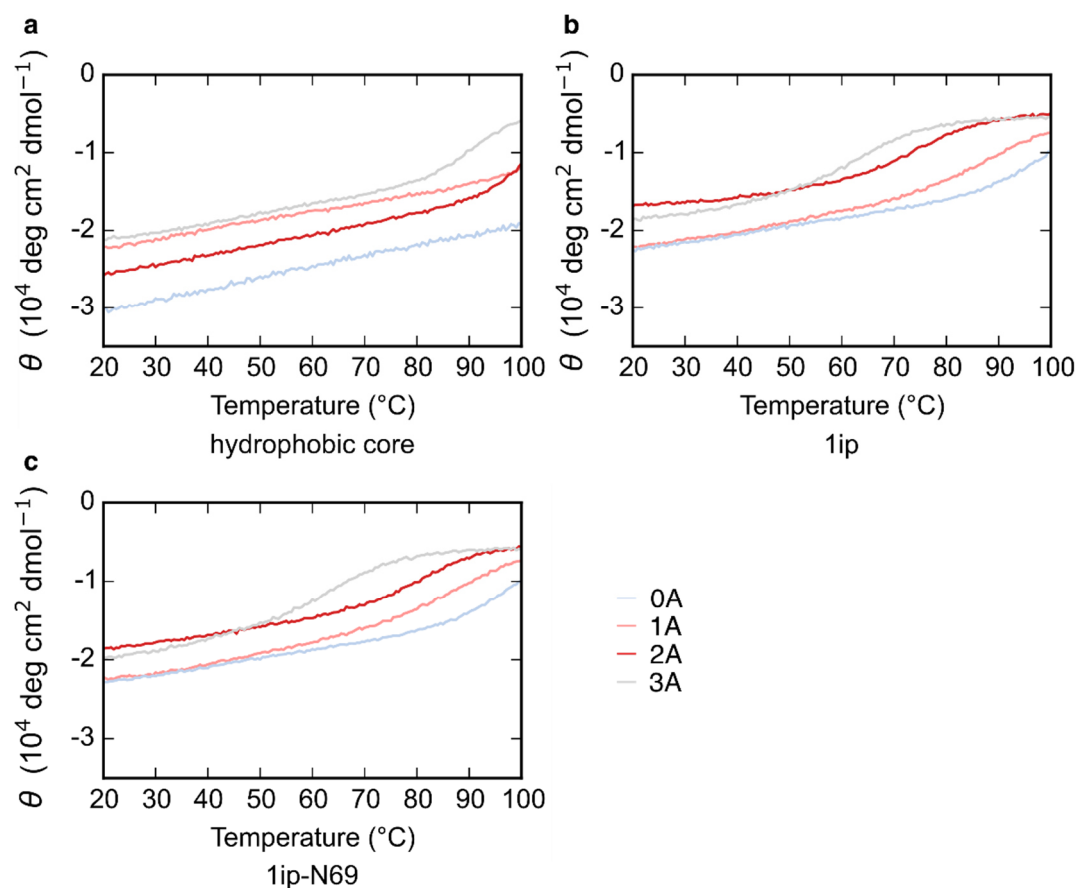 a
0
-1
-2
-3
θ (10⁴ deg cm² dmol⁻¹)
20 30 40 50 60 70 80 90 100
Temperature (°C)
hydrophobic core
b
0
-1
-2
-3
θ (10⁴ deg cm² dmol⁻¹)
20 30 40 50 60 70 80 90 100
Temperature (°C)
1ip
c
0
-1
-2
-3
θ (10⁴ deg cm² dmol⁻¹)
20 30 40 50 60 70 80 90 100
Temperature (°C)
1ip-N69
0A
1A
2A
3A